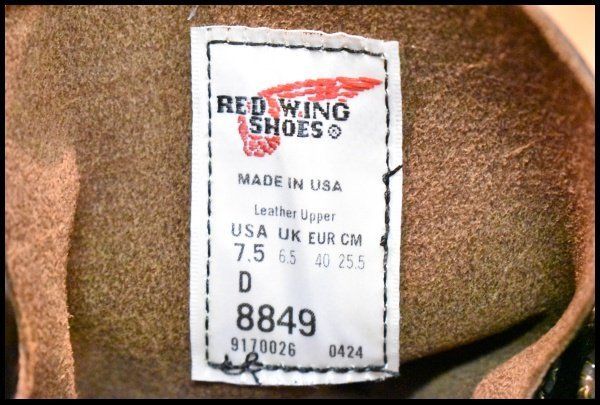 RED WING
SHOES®
MADE IN USA
Leather Upper
USA UK EUR CM
7.5 6.5 40 25.5
D
8849
9170026 0424